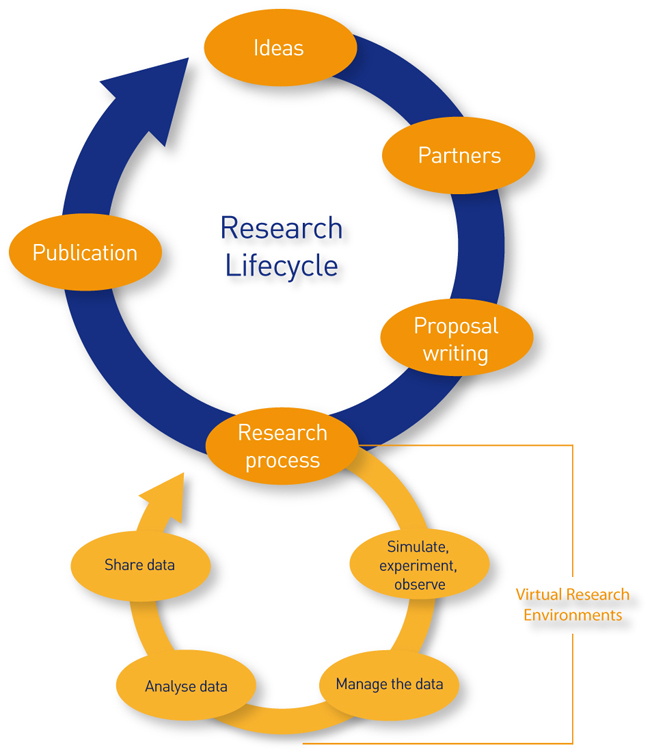 Ideas
Partners
Research
Lifecycle
Publication
Proposal
writing
Research
process
Simulate,
experiment,
observe
Share data
Virtual Research
Environments
Manage the data
Analyse data